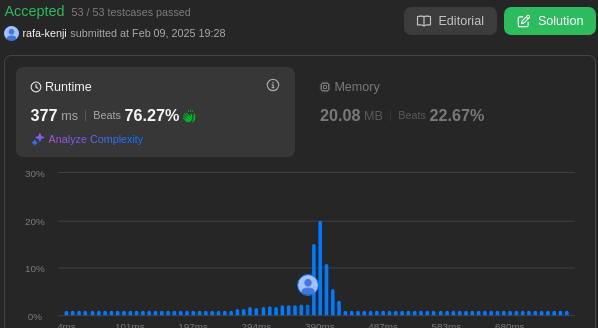 Accepted 53 / 53 testcases passed
rafa-kenji submitted at Feb 09, 2025 19:28
Editorial
Solution
Runtime
377 ms | Beats 76.27%
Analyze Complexity
Memory
20.08 MB | Beats 22.67%
30%
20%
10%
0%
4ms 101ms 197ms 294ms 390ms 487ms 583ms 680ms